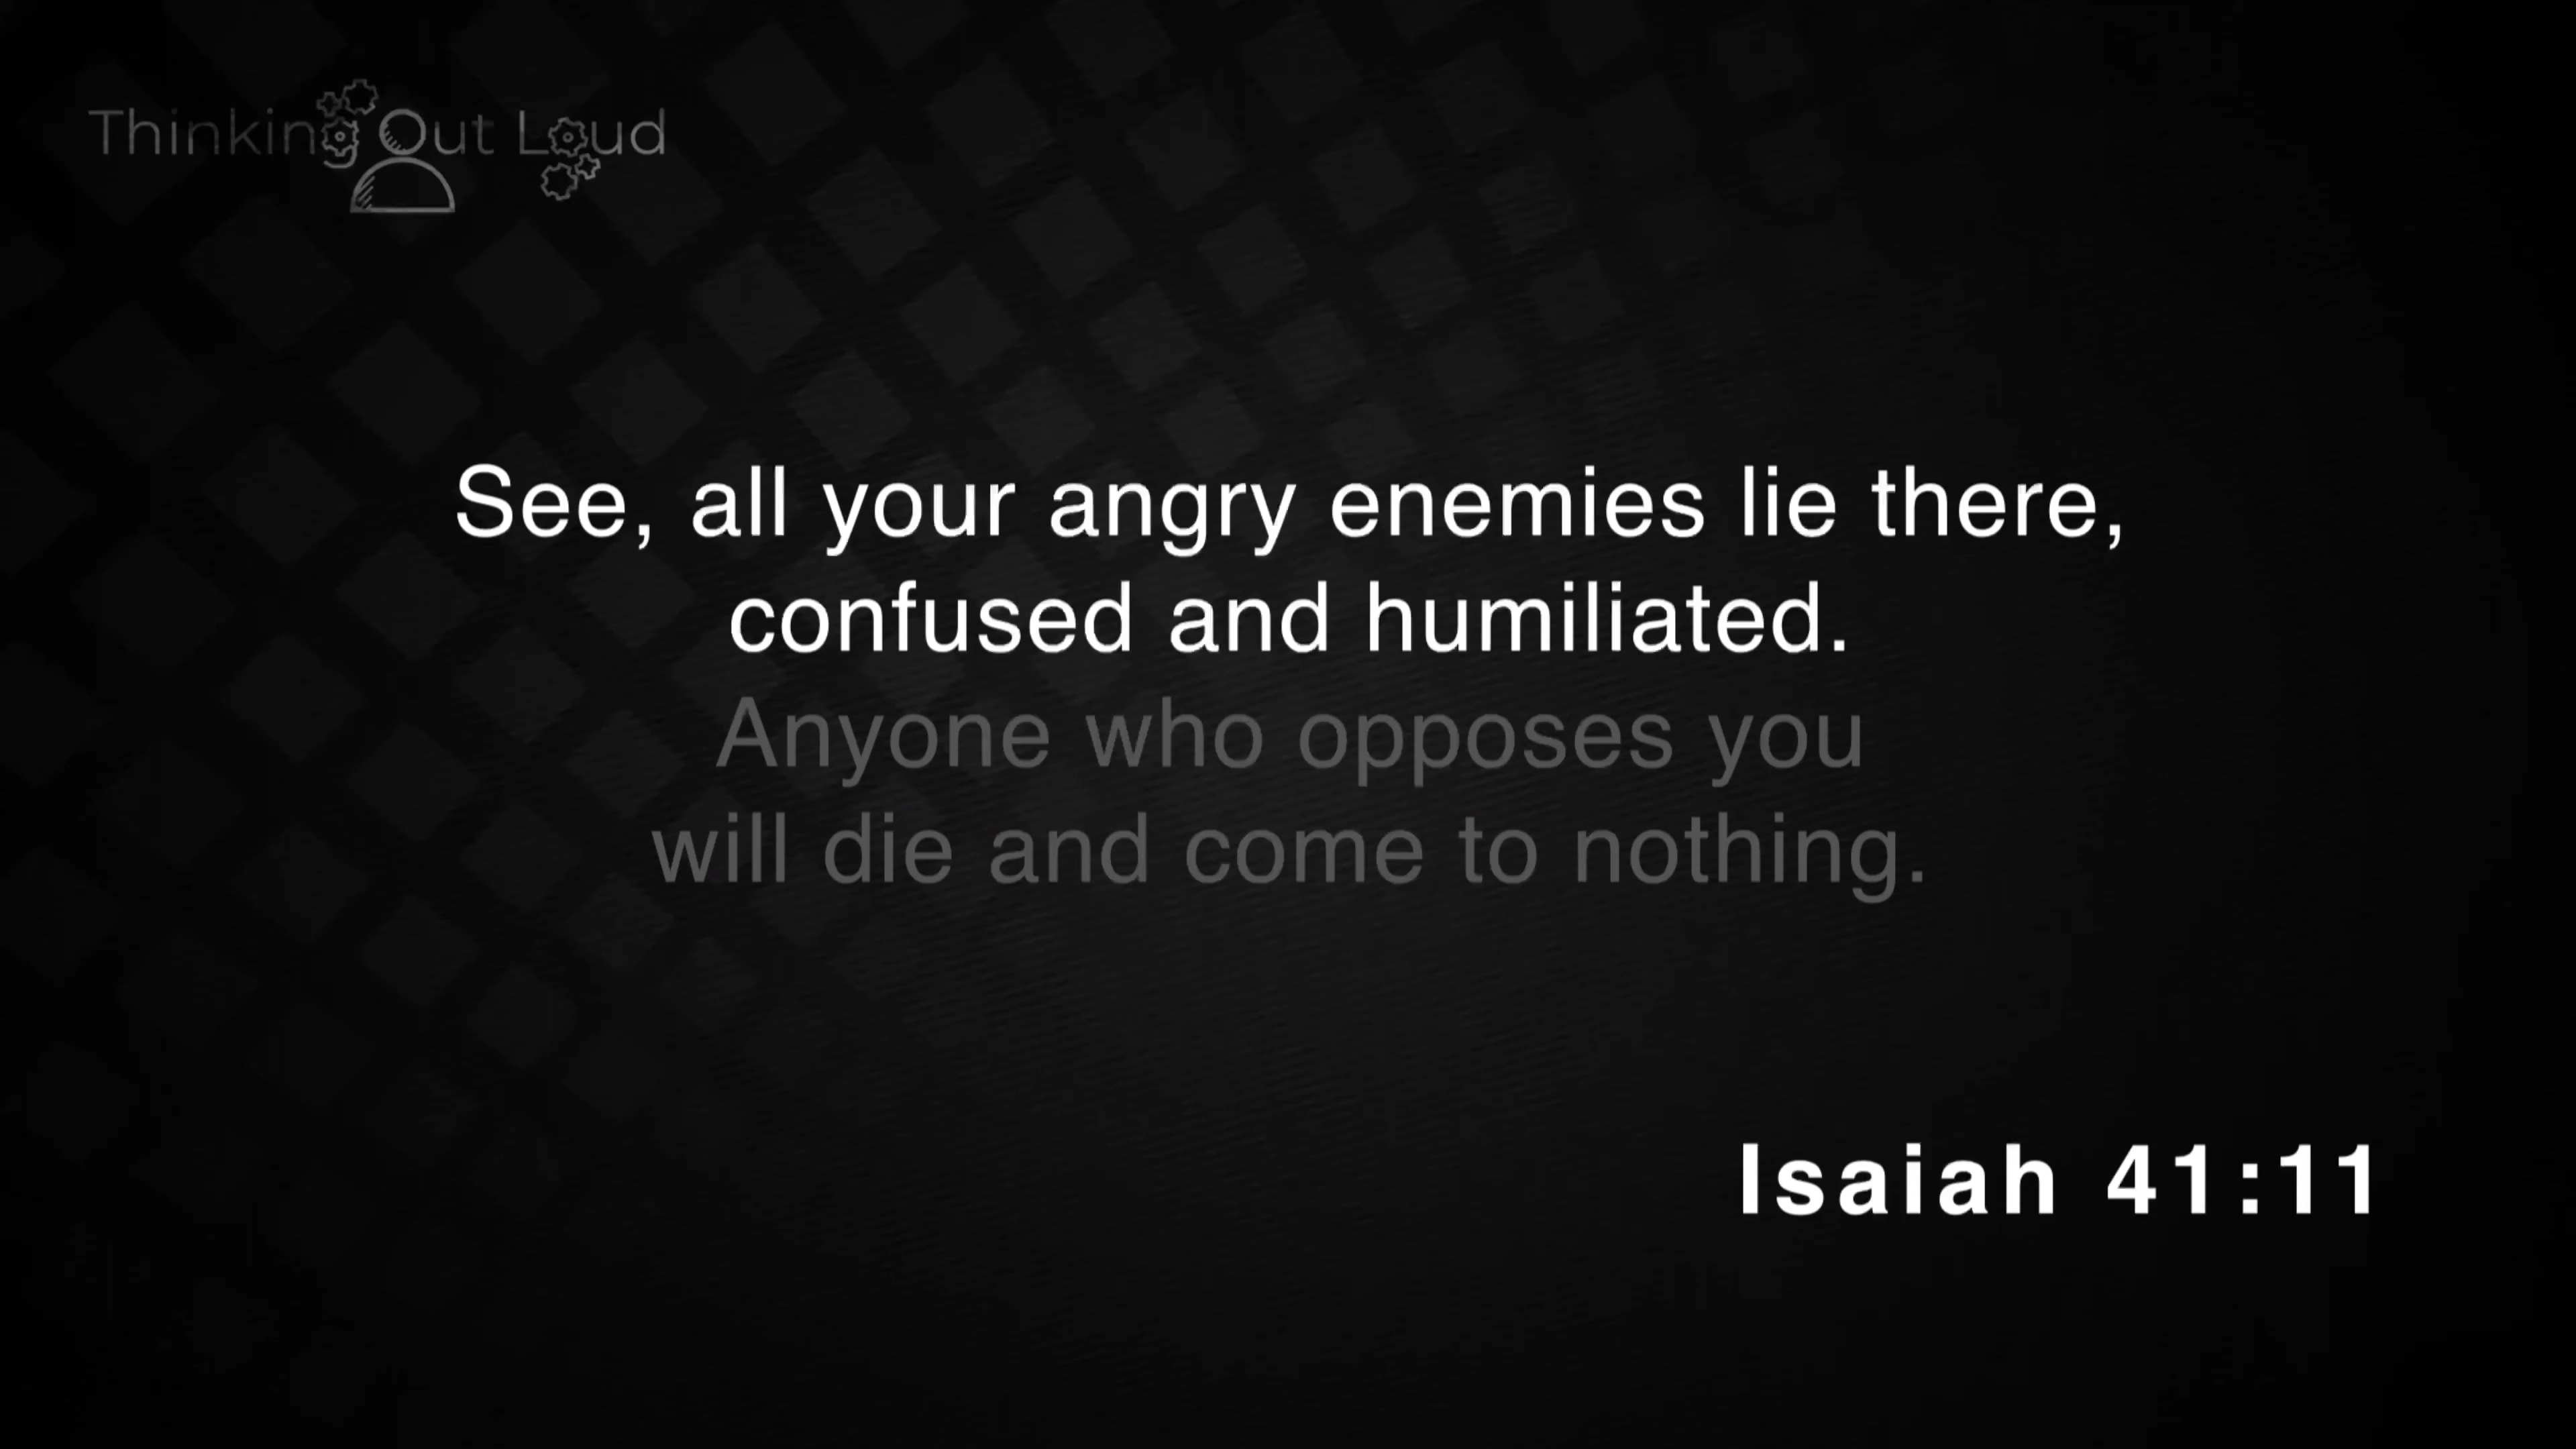 Thinking Out Loud
See, all your angry enemies lie there,
confused and humiliated.
Anyone who opposes you
will die and come to nothing.
Isaiah 41:11